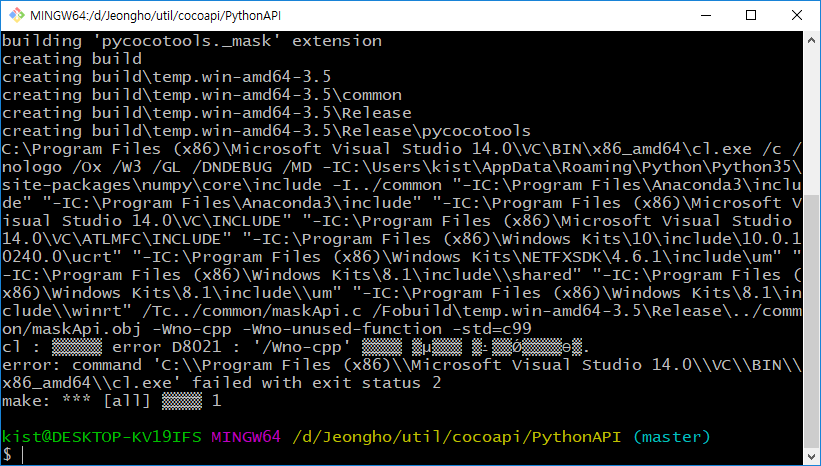 MINGW64:/d/Jeongho/util/cocoapi/PythonAPI
building 'pycocotools._mask' extension
creating build
creating build\temp.win-amd64-3.5
creating build\temp.win-amd64-3.5\common
creating build\temp.win-amd64-3.5\Release
creating build\temp.win-amd64-3.5\Release\pycocotools
C:\Program Files (x86)\Microsoft Visual Studio 14.0\VC\BIN\x86_amd64\cl.exe /c /
nologo /Ox /W3 /GL /DNDEBUG /MD -IC:\Users\kist\AppData\Roaming\Python\Python35\
site-packages\numpy\core\include -I../common "-IC:\Program Files\Anaconda3\inclu
de" "-IC:\Program Files\Anaconda3\include" "-IC:\Program Files (x86)\Microsoft V
isual Studio 14.0\VC\INCLUDE" "-IC:\Program Files (x86)\Microsoft Visual Studio
14.0\VC\ATLMFC\INCLUDE" "-IC:\Program Files (x86)\Windows Kits\10\include\10.0.1
0240.0\ucrt" "-IC:\Program Files (x86)\Windows Kits\NETFXSDK\4.6.1\include\um" "
-IC:\Program Files (x86)\Windows Kits\8.1\include\\shared" "-IC:\Program Files (
x86)\Windows Kits\8.1\include\\um" "-IC:\Program Files (x86)\Windows Kits\8.1\in
clude\\winrt" /Tc../common/maskApi.c /Fobuild\temp.win-amd64-3.5\Release\../comm
on/maskApi.obj -Wno-cpp -Wno-unused-function -std=c99
cl : error D8021 : '/Wno-cpp'
error: command 'C:\\Program Files (x86)\\Microsoft Visual Studio 14.0\\VC\\BIN\\
x86_amd64\\cl.exe' failed with exit status 2
make: *** [all] 1
kist@DESKTOP-KV19IFS MINGW64 /d/Jeongho/util/cocoapi/PythonAPI (master)
$